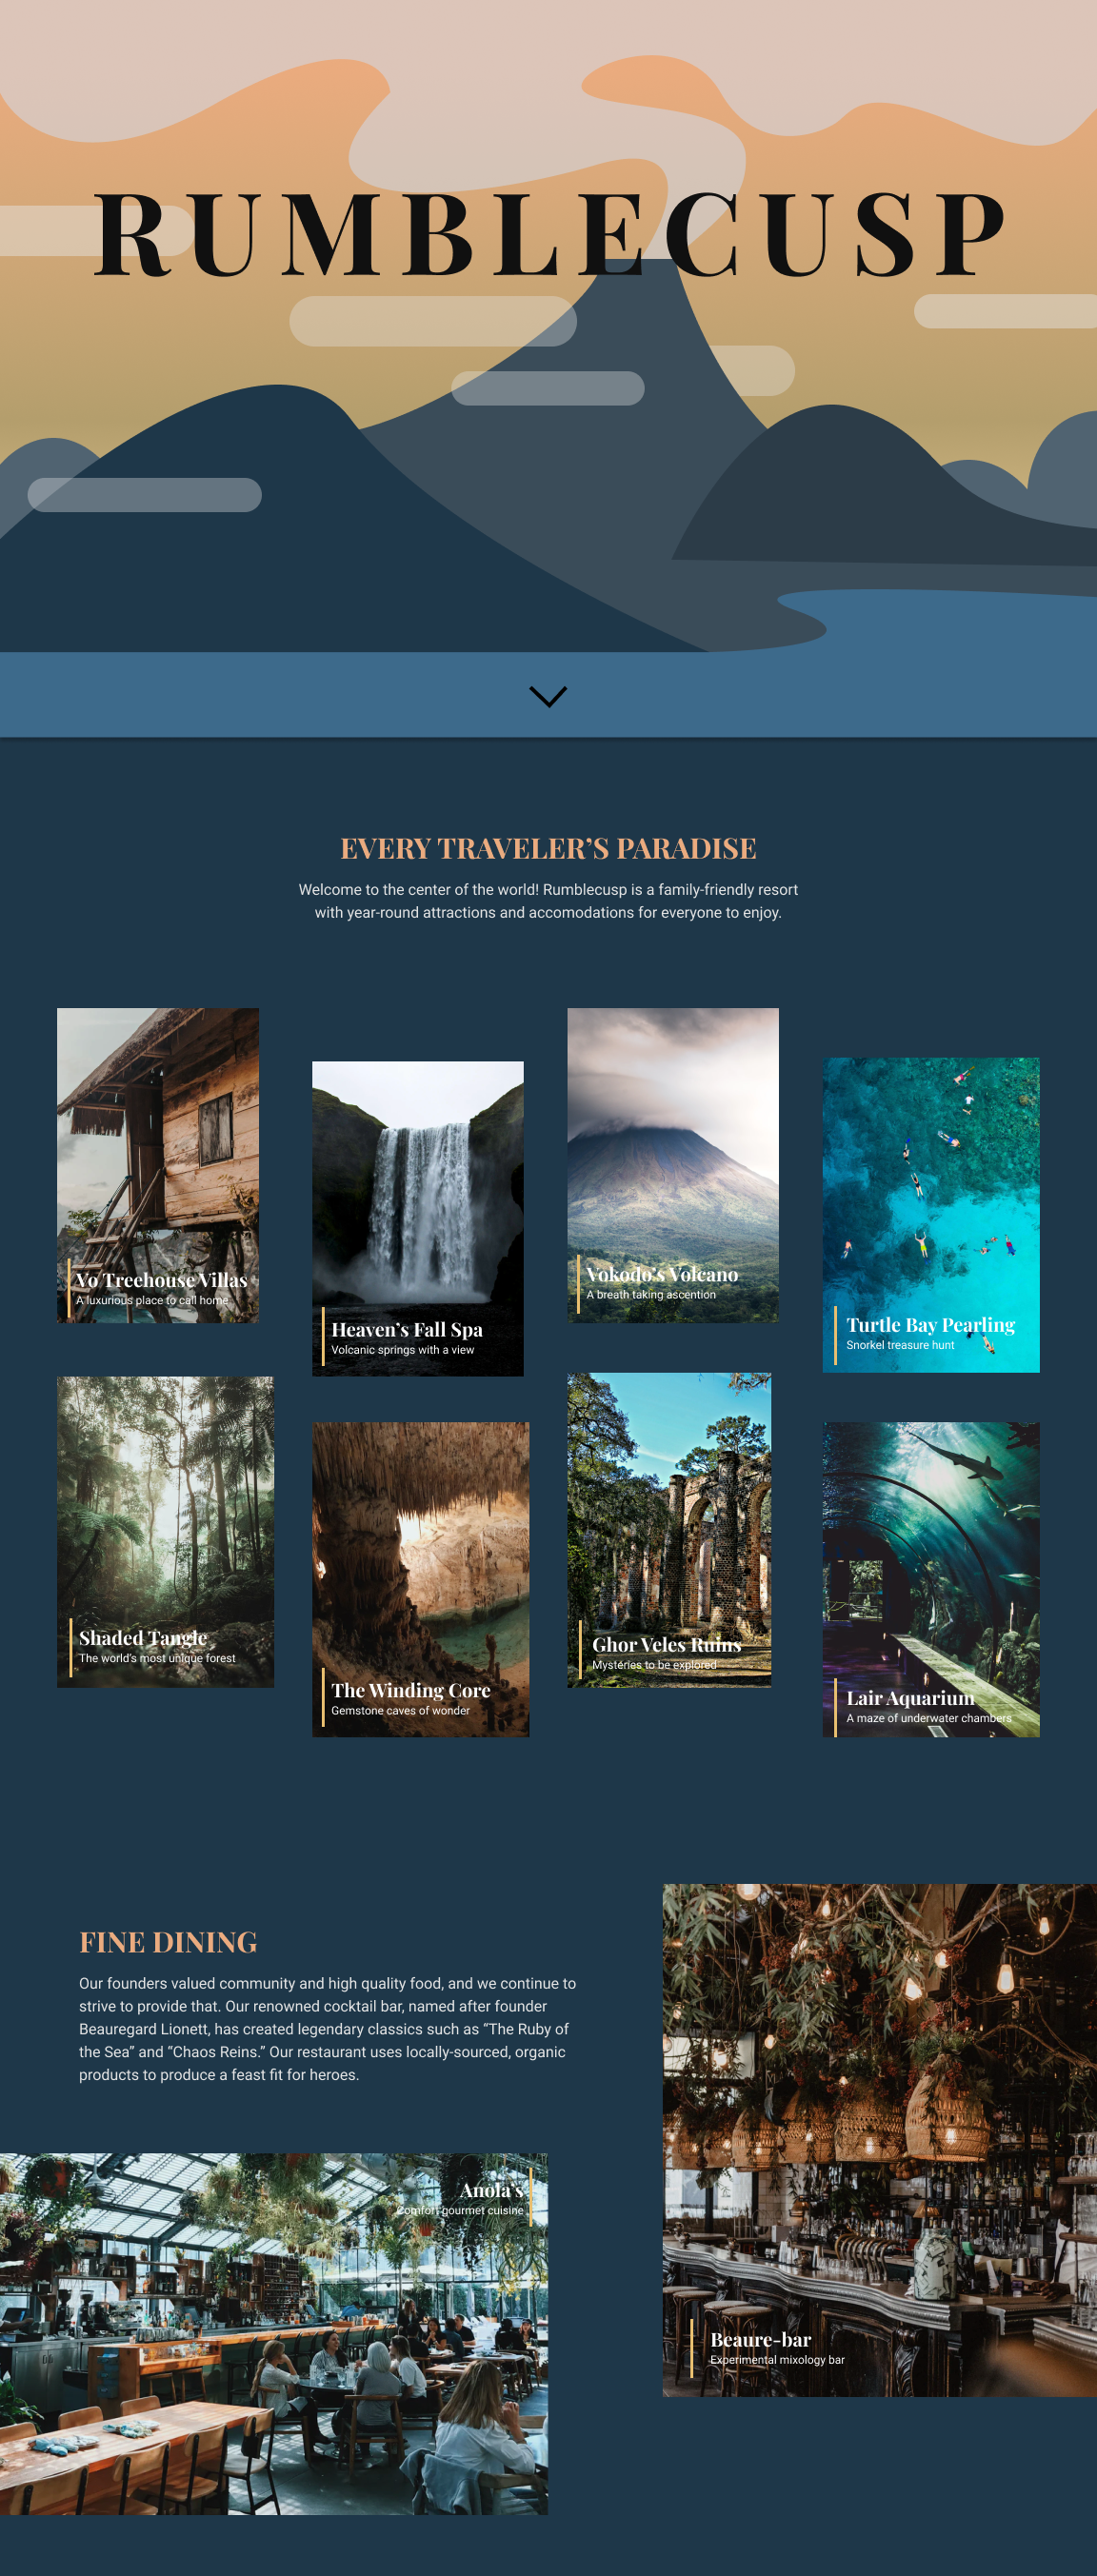 RUMBLECUSP
EVERY TRAVELER’S PARADISE
Welcome to the center of the world! Rumblecusp is a family-friendly resort
with year-round attractions and accomodations for everyone to enjoy.
Vo Treehouse Villas
A luxurious place to call home
Heaven’s Fall Spa
Volcanic springs with a view
Vokodo’s Volcano
A breath taking ascention
Turtle Bay Pearling
Snorkel treasure hunt
Shaded Tangle
The world’s most unique forest
The Winding Core
Gemstone caves of wonder
Ghor Veles Ruins
Mysteries to be explored
Lair Aquarium
A maze of underwater chambers
FINE DINING
Our founders valued community and high quality food, and we continue to
strive to provide that. Our renowned cocktail bar, named after founder
Beauregard Lionett, has created legendary classics such as “The Ruby of
the Sea” and “Chaos Reins.” Our restaurant uses locally-sourced, organic
products to produce a feast fit for heroes.
Anola’s
Comfort gourmet cuisine
Beaure-bar
Experimental mixology bar